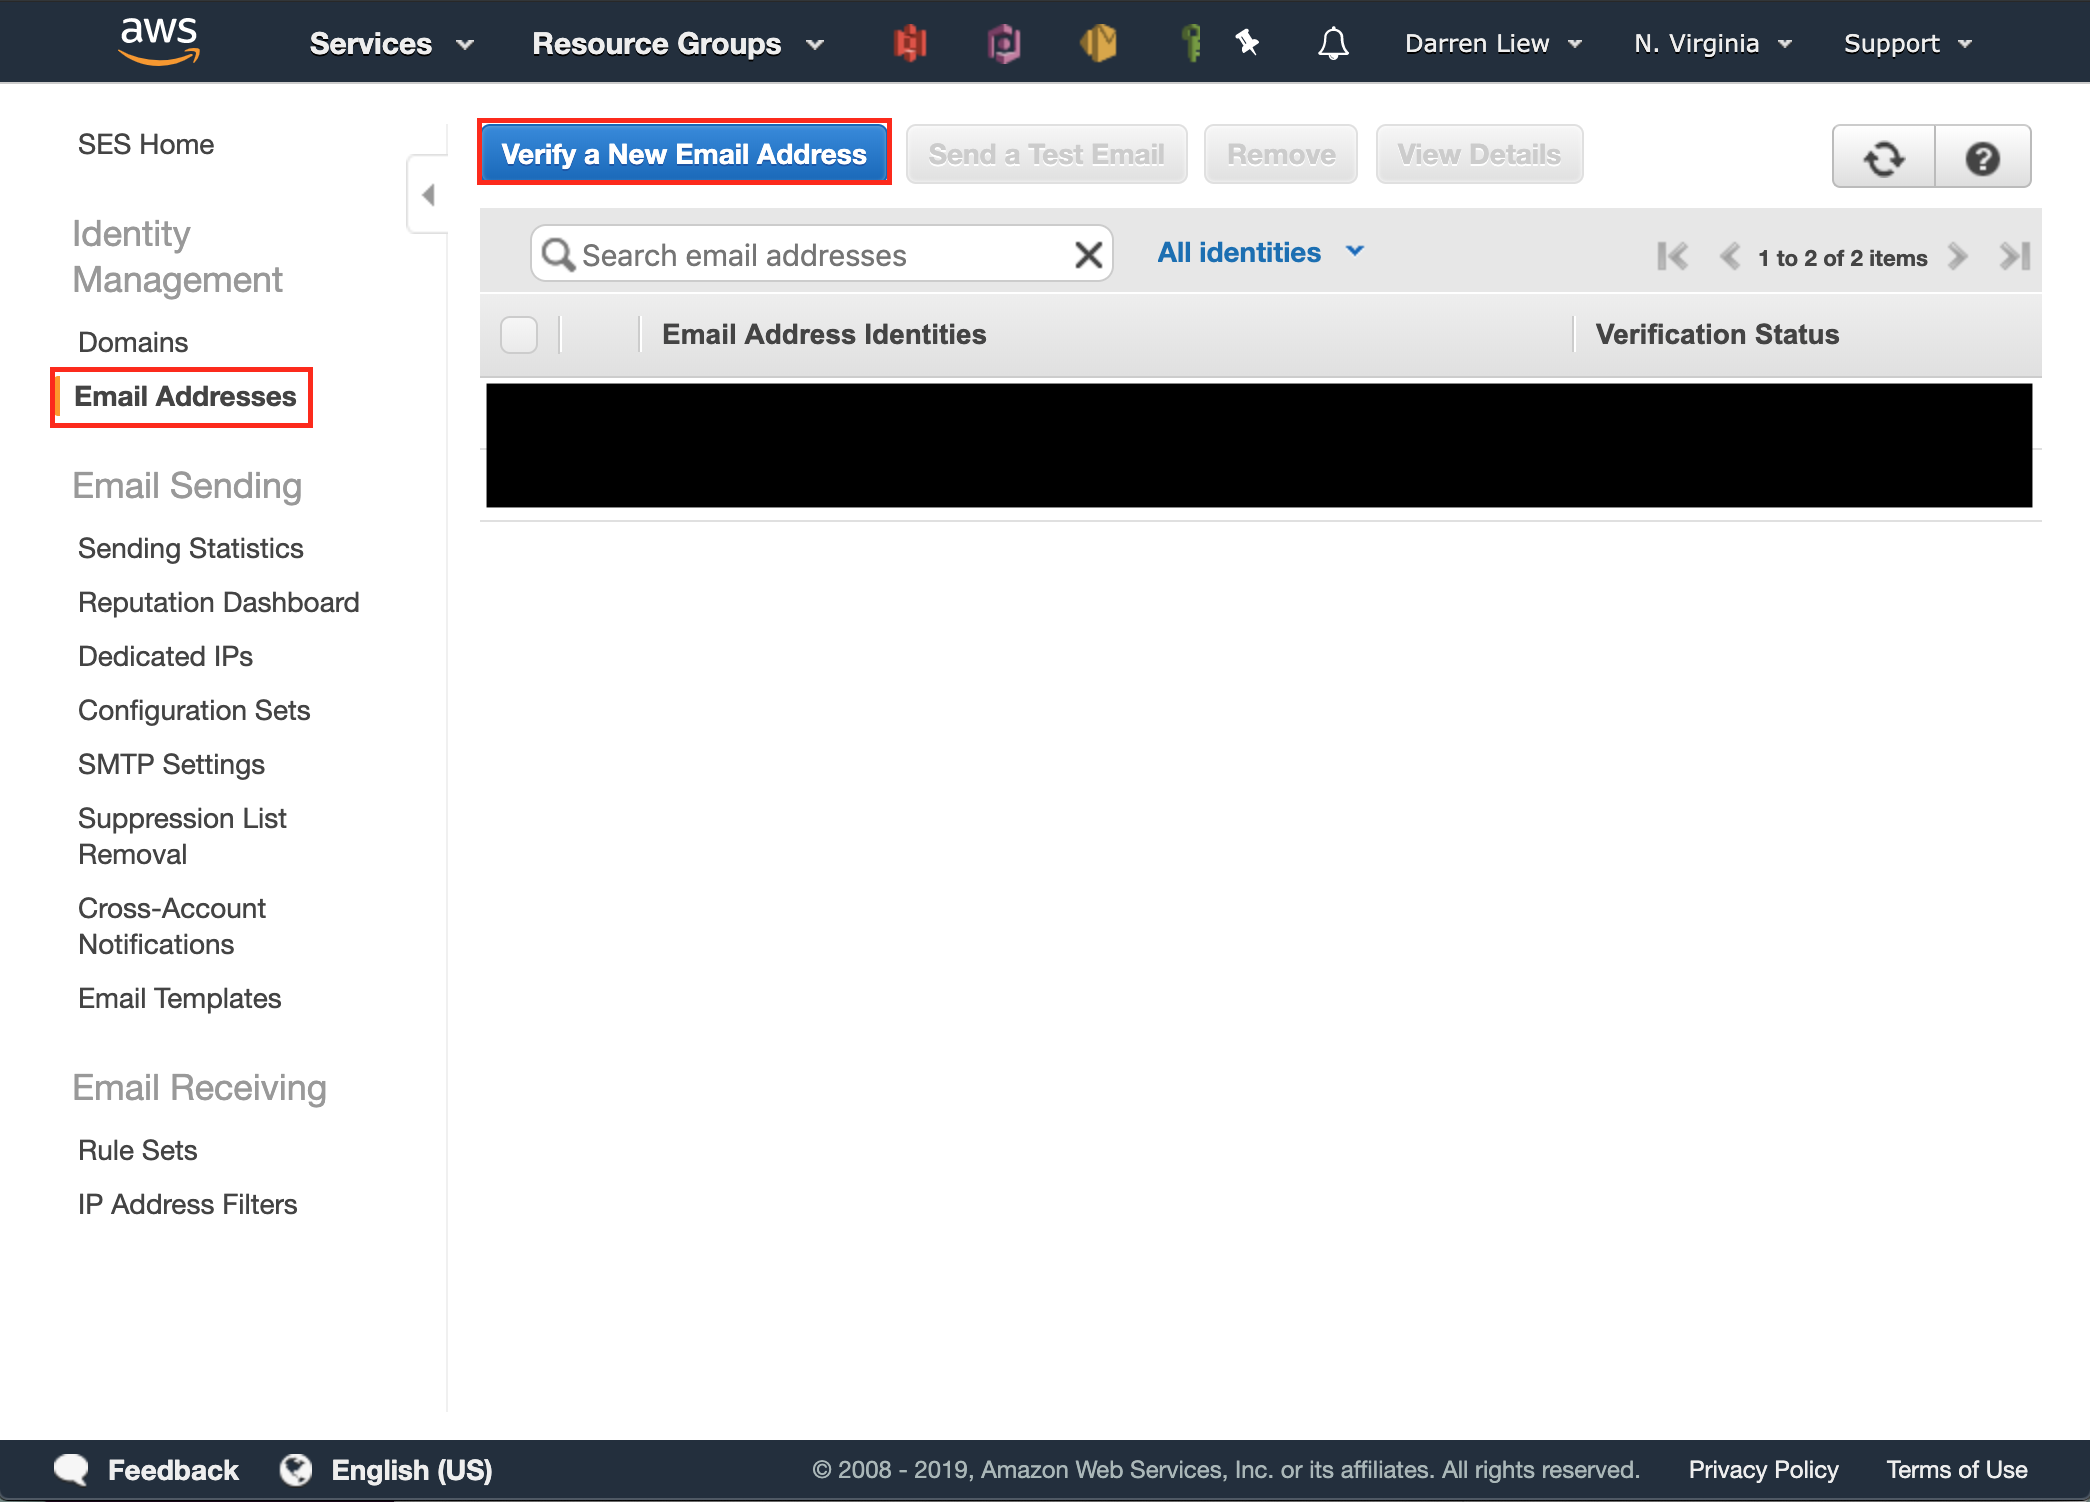 aws
Services
Resource Groups
Darren Liew
N. Virginia
Support
SES Home
Identity
Management
Domains
Email Addresses
Email Sending
Sending Statistics
Reputation Dashboard
Dedicated IPs
Configuration Sets
SMTP Settings
Suppression List
Removal
Cross-Account
Notifications
Email Templates
Email Receiving
Rule Sets
IP Address Filters
Verify a New Email Address
Send a Test Email
Remove
View Details
Search email addresses
All identities
1 to 2 of 2 items
Email Address Identities
Verification Status
Feedback
English (US)
© 2008 - 2019, Amazon Web Services, Inc. or its affiliates. All rights reserved.
Privacy Policy
Terms of Use